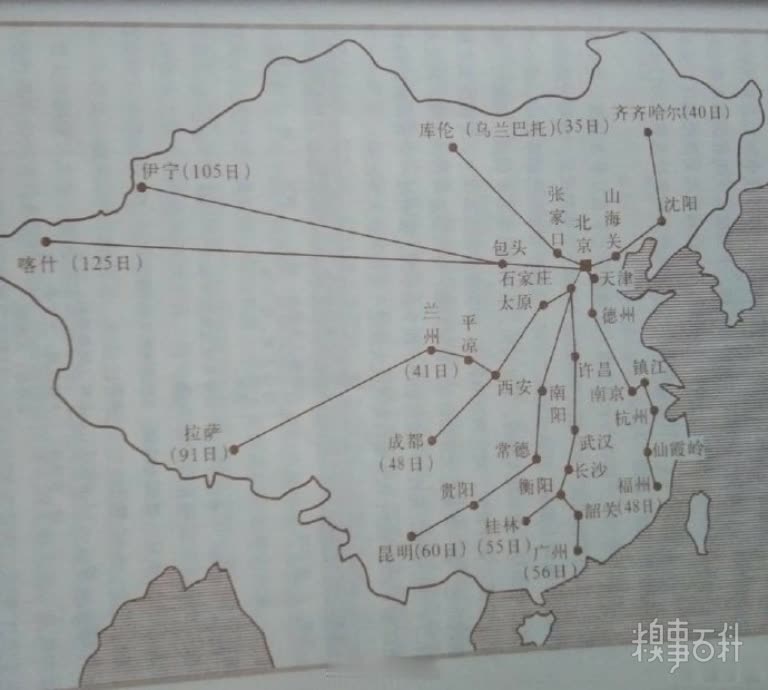 齐齐哈尔(40日)
库伦（乌兰巴托）(35日)
伊宁(105日)
沈阳
山海关
张家口
北京
包头
喀什（125日）
天津
石家庄
太原
德州
兰州
(41日)
平凉
西安
许昌
镇江
南京
南阳
杭州
拉萨
(91日)
成都
(48日)
武汉
仙霞岭
常德
长沙
贵阳
衡阳
福州
(48日)
韶关
桂林
(55日)
昆明(60日)
广州
(56日)
糗事百科